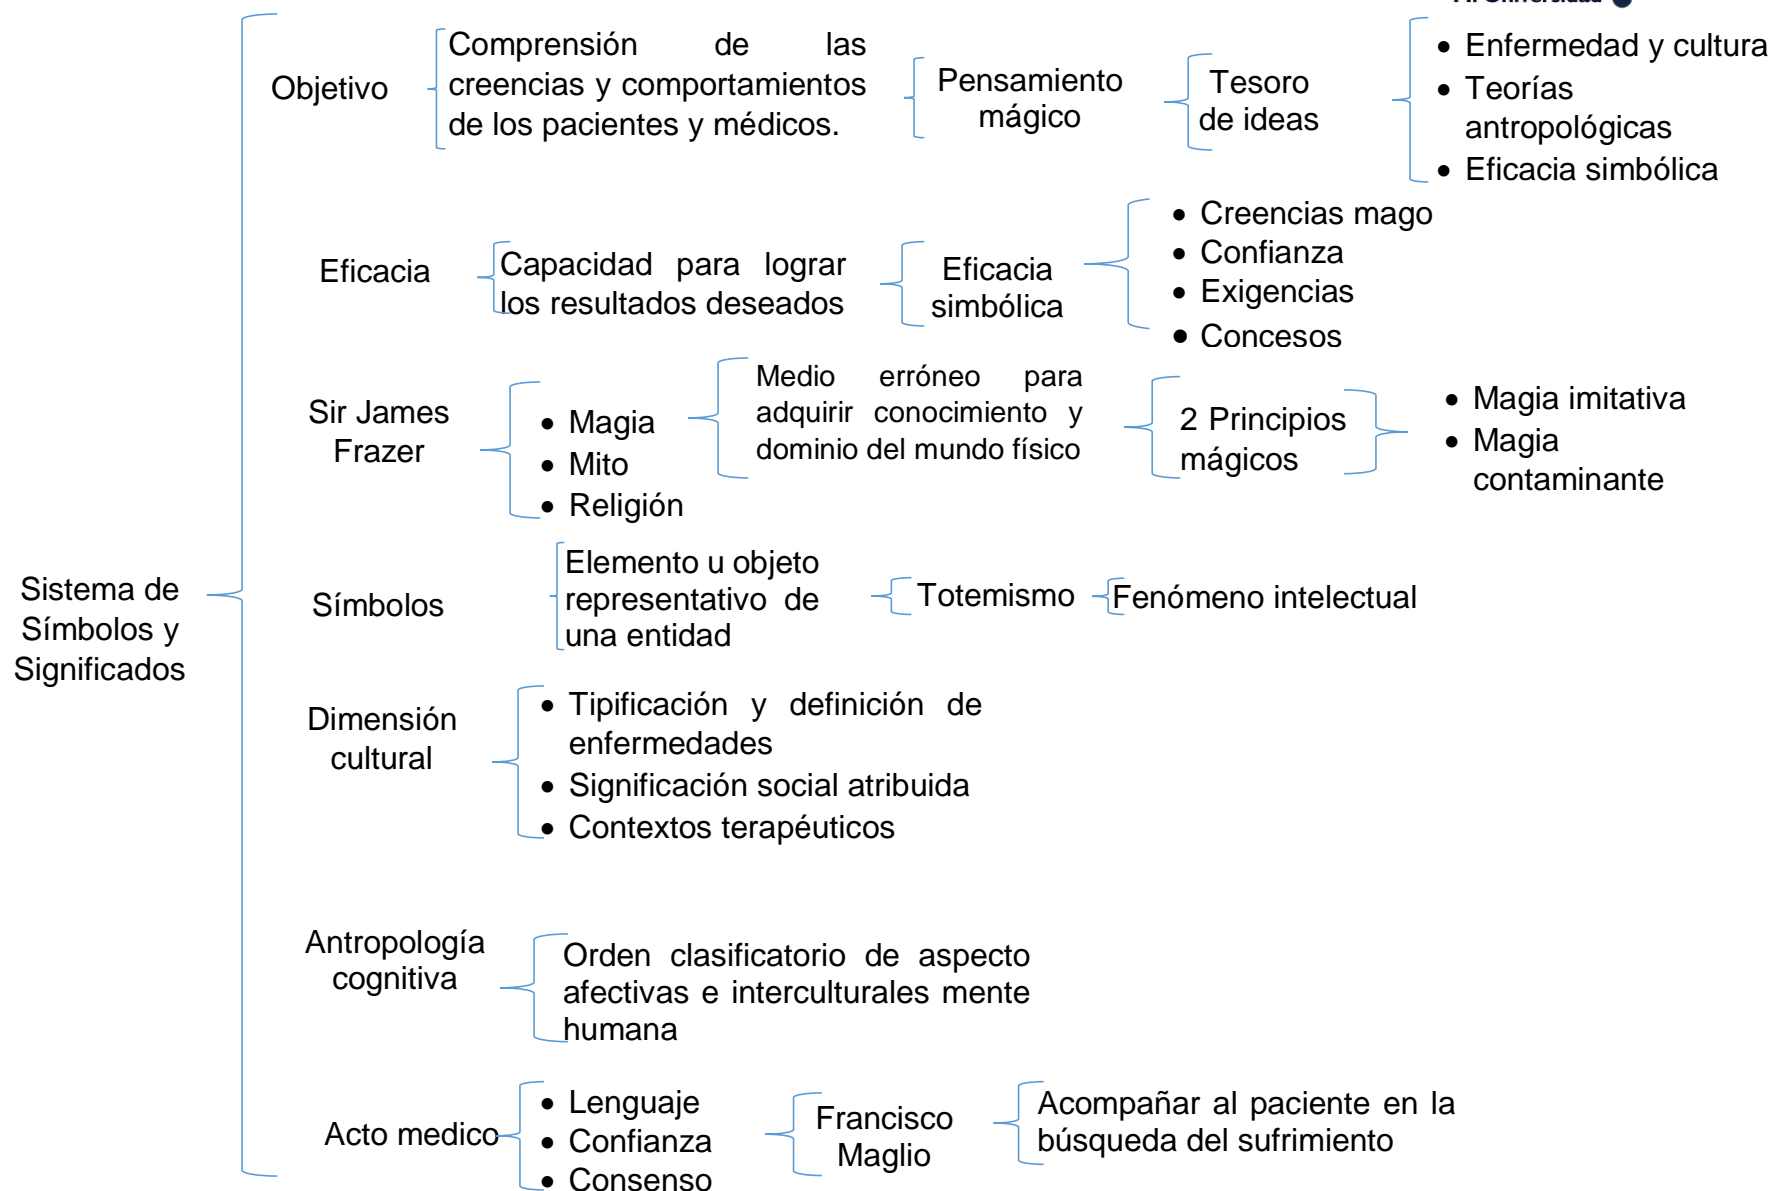 Mi Universidad
Objetivo
Comprensión de las
creencias y comportamientos
de los pacientes y médicos.
Pensamiento
mágico
Tesoro
de ideas
• Enfermedad y cultura
• Teorías
antropológicas
• Eficacia simbólica
Eficacia
Capacidad para lograr
los resultados deseados
Eficacia
simbólica
• Creencias mago
• Confianza
• Exigencias
• Concesos
Sir James
Frazer
• Magia
• Mito
• Religión
Medio erróneo para
adquirir conocimiento y
dominio del mundo físico
2 Principios
mágicos
• Magia imitativa
• Magia
contaminante
Sistema de
Símbolos y
Significados
Símbolos
Elemento u objeto
representativo de
una entidad
Totemismo
Fenómeno intelectual
Dimensión
cultural
• Tipificación y definición de
enfermedades
• Significación social atribuida
• Contextos terapéuticos
Antropología
cognitiva
Orden clasificatorio de aspecto
afectivas e interculturales mente
humana
Acto medico
• Lenguaje
• Confianza
• Consenso
Francisco
Maglio
Acompañar al paciente en la
búsqueda del sufrimiento